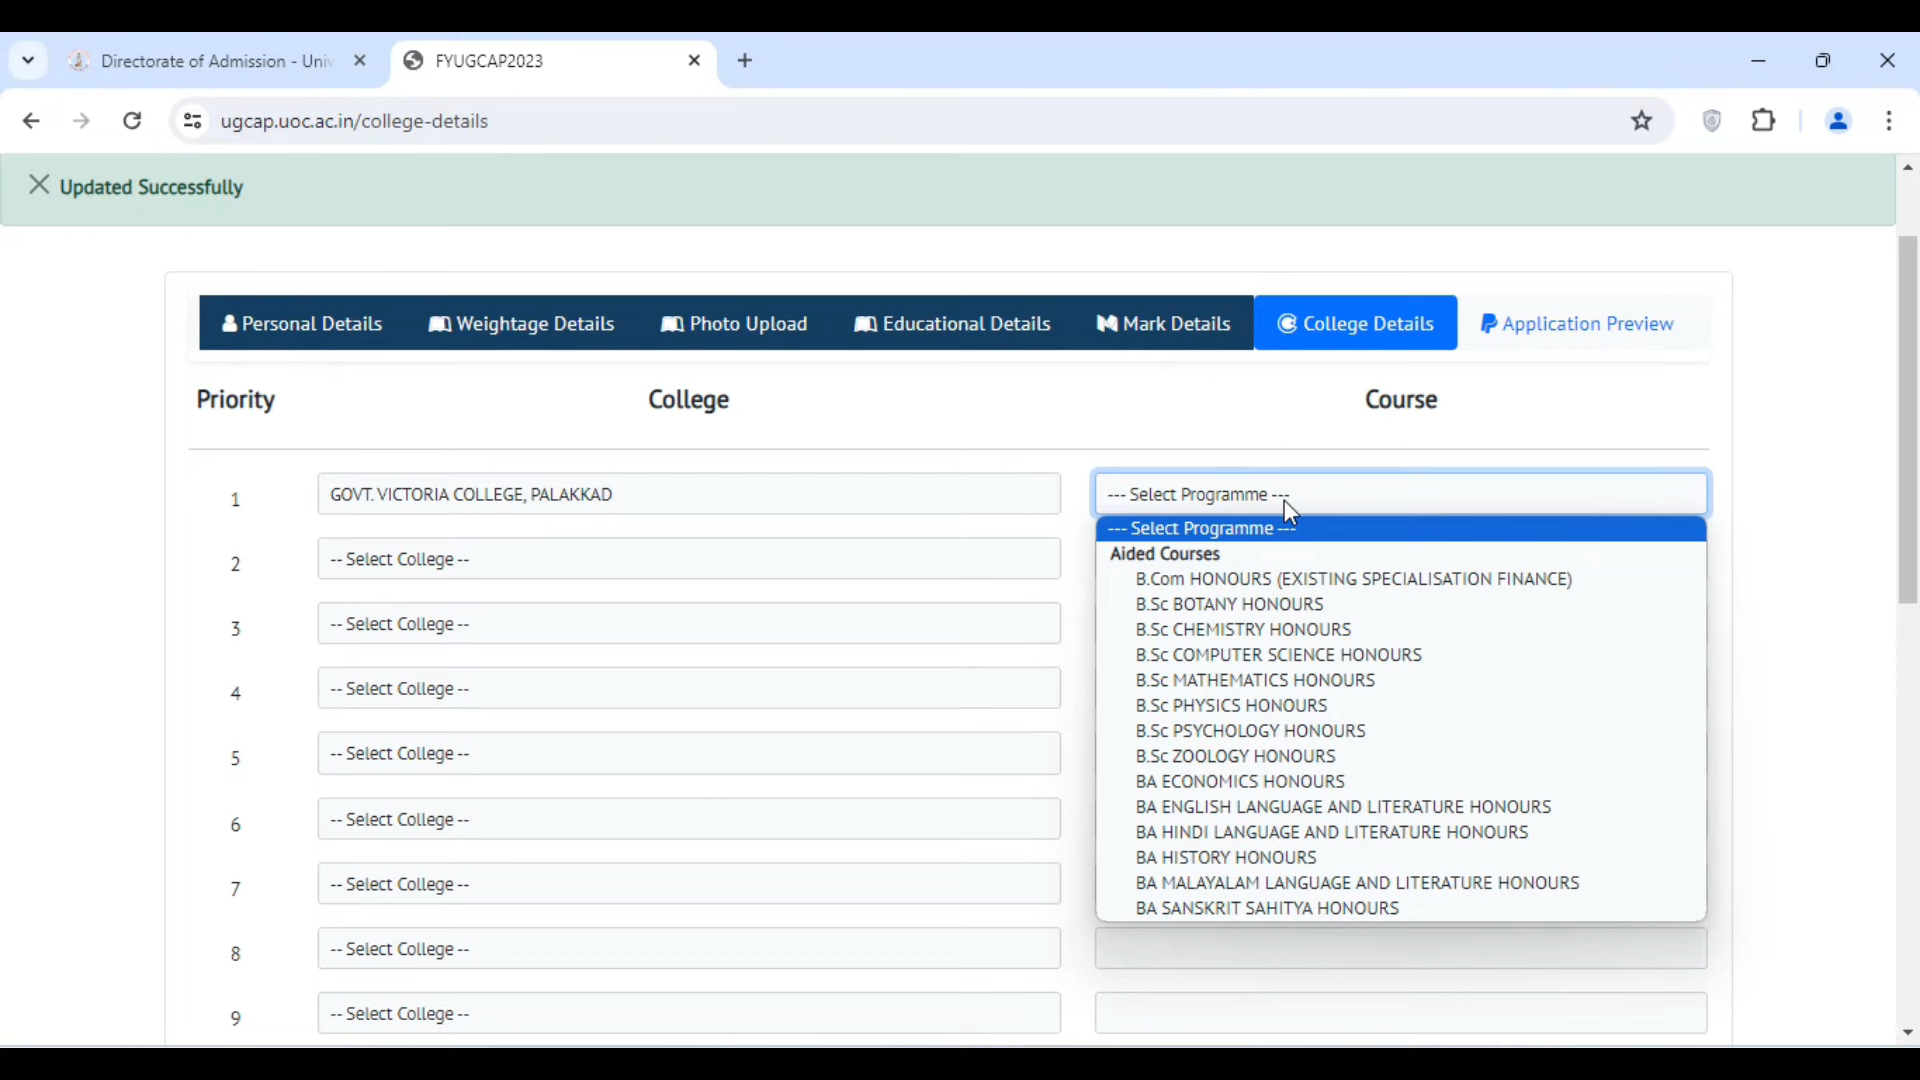 Directorate of Admission - Univ
FYUGCAP2023
ugcap.uoc.ac.in/college-details
Updated Successfully
Personal Details
Weightage Details
Photo Upload
Educational Details
Mark Details
College Details
Application Preview
Priority College Course
1 GOVT. VICTORIA COLLEGE, PALAKKAD --- Select Programme ---
--- Select Programme ---
Aided Courses
B.Com HONOURS (EXISTING SPECIALISATION FINANCE)
B.Sc BOTANY HONOURS
B.Sc CHEMISTRY HONOURS
B.Sc COMPUTER SCIENCE HONOURS
B.Sc MATHEMATICS HONOURS
B.Sc PHYSICS HONOURS
B.Sc PSYCHOLOGY HONOURS
B.Sc ZOOLOGY HONOURS
BA ECONOMICS HONOURS
BA ENGLISH LANGUAGE AND LITERATURE HONOURS
BA HINDI LANGUAGE AND LITERATURE HONOURS
BA HISTORY HONOURS
BA MALAYALAM LANGUAGE AND LITERATURE HONOURS
BA SANSKRIT SAHITYA HONOURS
2 -- Select College --
3 -- Select College --
4 -- Select College --
5 -- Select College --
6 -- Select College --
7 -- Select College --
8 -- Select College --
9 -- Select College --